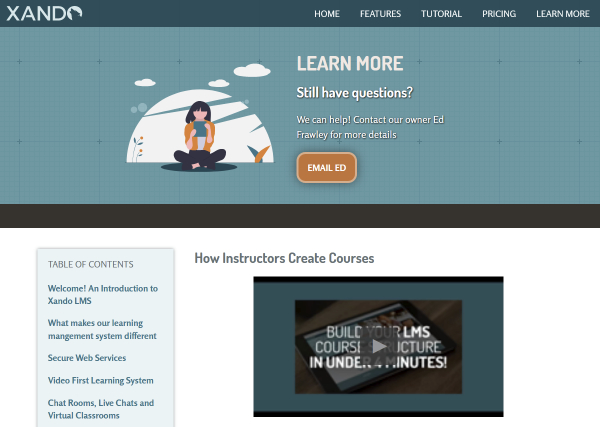 XANDO
HOME FEATURES TUTORIAL PRICING LEARN MORE
LEARN MORE
Still have questions?
We can help! Contact our owner Ed
Frawley for more details
EMAIL ED
TABLE OF CONTENTS
Welcome! An Introduction to
Xando LMS
What makes our learning
mangement system different
Secure Web Services
Video First Learning System
Chat Rooms, Live Chats and
Virtual Classrooms
How Instructors Create Courses
BUILD YOUR LMS
COURSE STRUCTURE
IN UNDER 4 MINUTES!